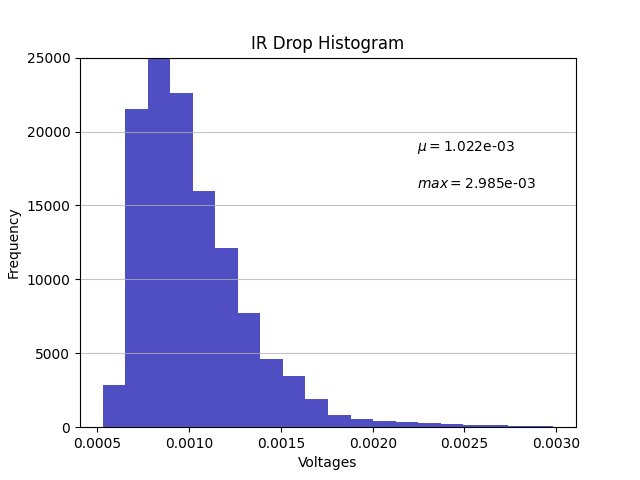 IR Drop Histogram
25000
20000
15000
10000
5000
0
Frequency
μ = 1.022e-03
max = 2.985e-03
0.0005 0.0010 0.0015 0.0020 0.0025 0.0030
Voltages